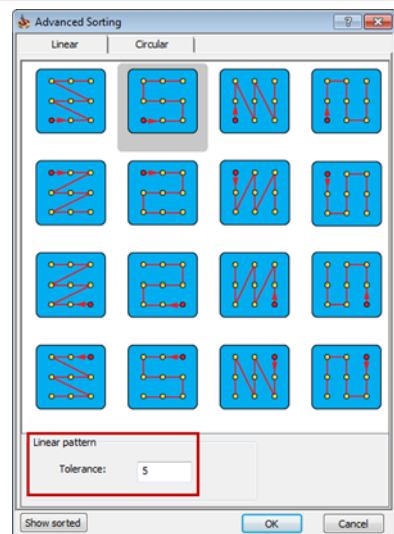 Advanced Sorting
Linear Circular
Linear pattern
Tolerance: 5
Show sorted OK Cancel